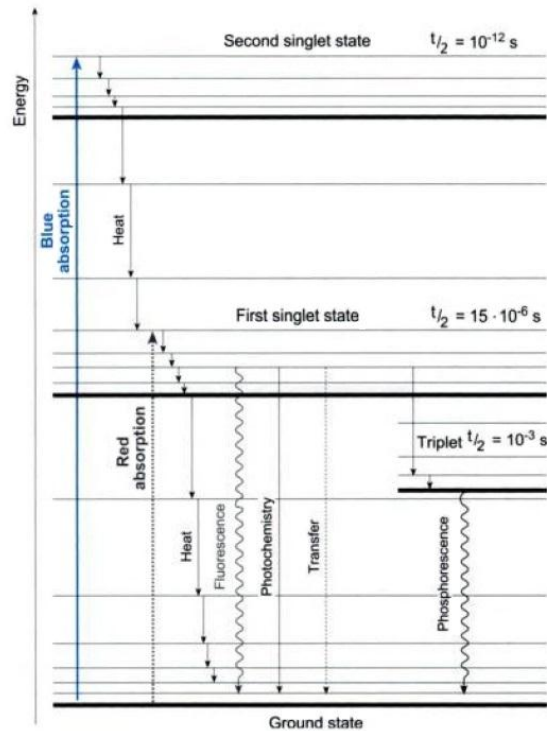 Second singlet state
t/2 = 10⁻¹² s
Energy
Blue
absorption
Heat
First singlet state
t/2 = 15 · 10⁻⁶ s
Red
absorption
Triplet t/2 = 10⁻³ s
Heat
Fluorescence
Photochemistry
Transfer
Phosphorescence
Ground state